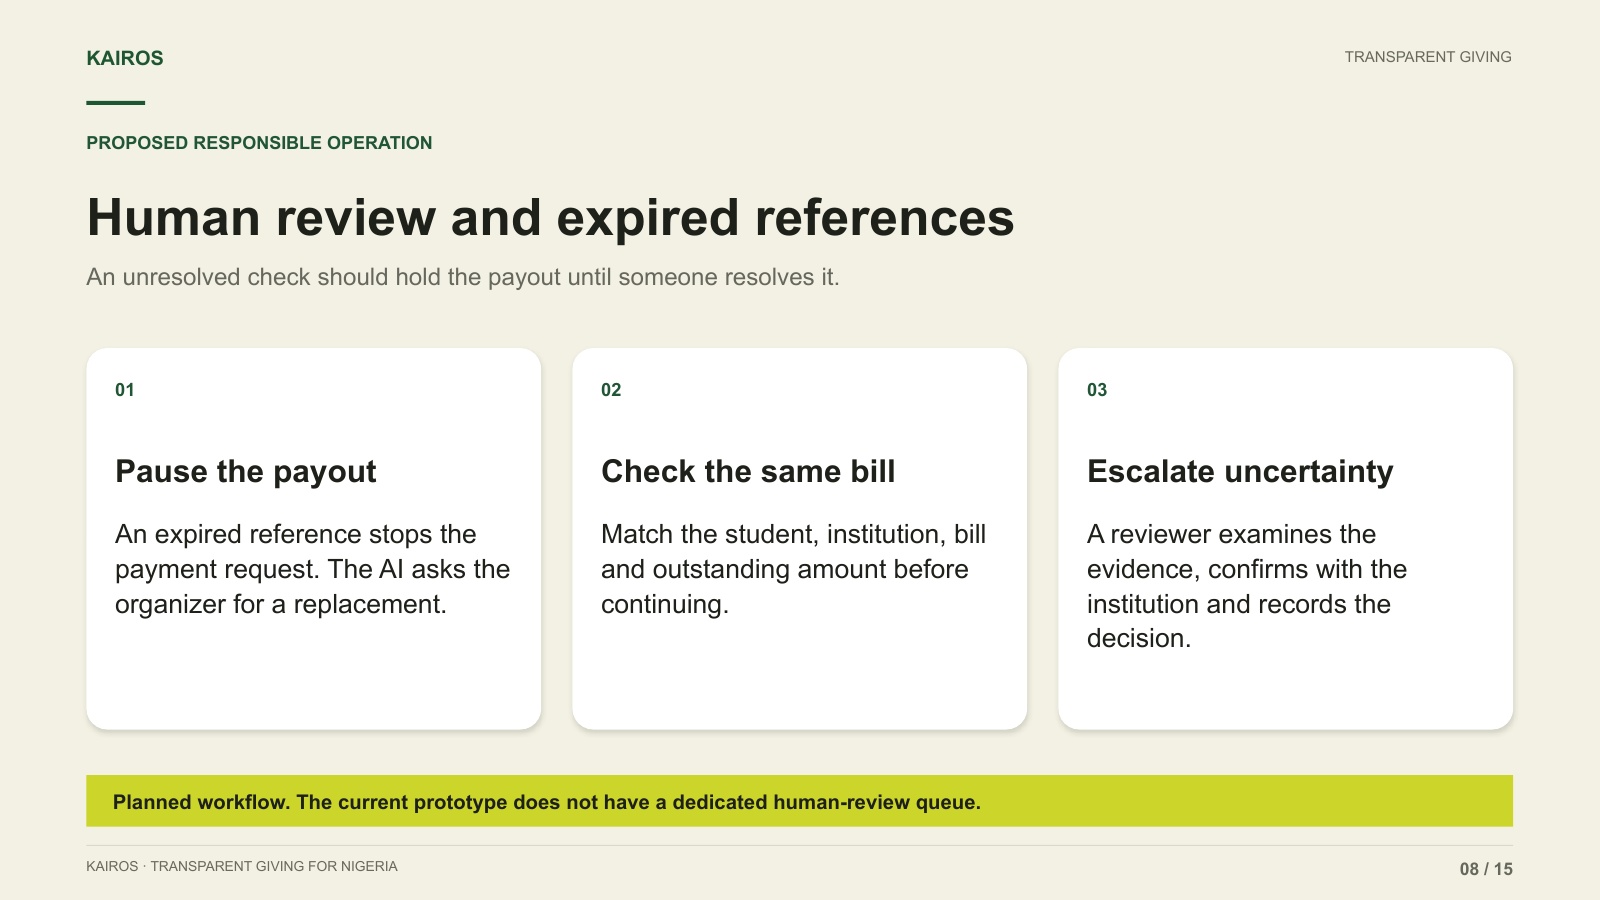 KAIROS
TRANSPARENT GIVING
PROPOSED RESPONSIBLE OPERATION
Human review and expired references
An unresolved check should hold the payout until someone resolves it.
01
Pause the payout
An expired reference stops the
payment request. The AI asks the
organizer for a replacement.
02
Check the same bill
Match the student, institution, bill
and outstanding amount before
continuing.
03
Escalate uncertainty
A reviewer examines the
evidence, confirms with the
institution and records the
decision.
Planned workflow. The current prototype does not have a dedicated human-review queue.
KAIROS · TRANSPARENT GIVING FOR NIGERIA
08 / 15